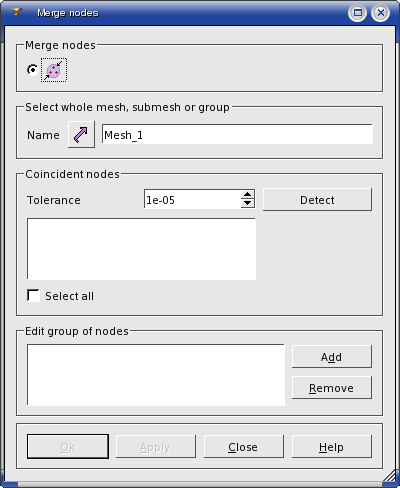 Merge nodes
Merge nodes
Select whole mesh, submesh or group
Name Mesh_1
Coincident nodes
Tolerance 1e-05 Detect
Select all
Edit group of nodes
Add
Remove
Ok Apply Close Help